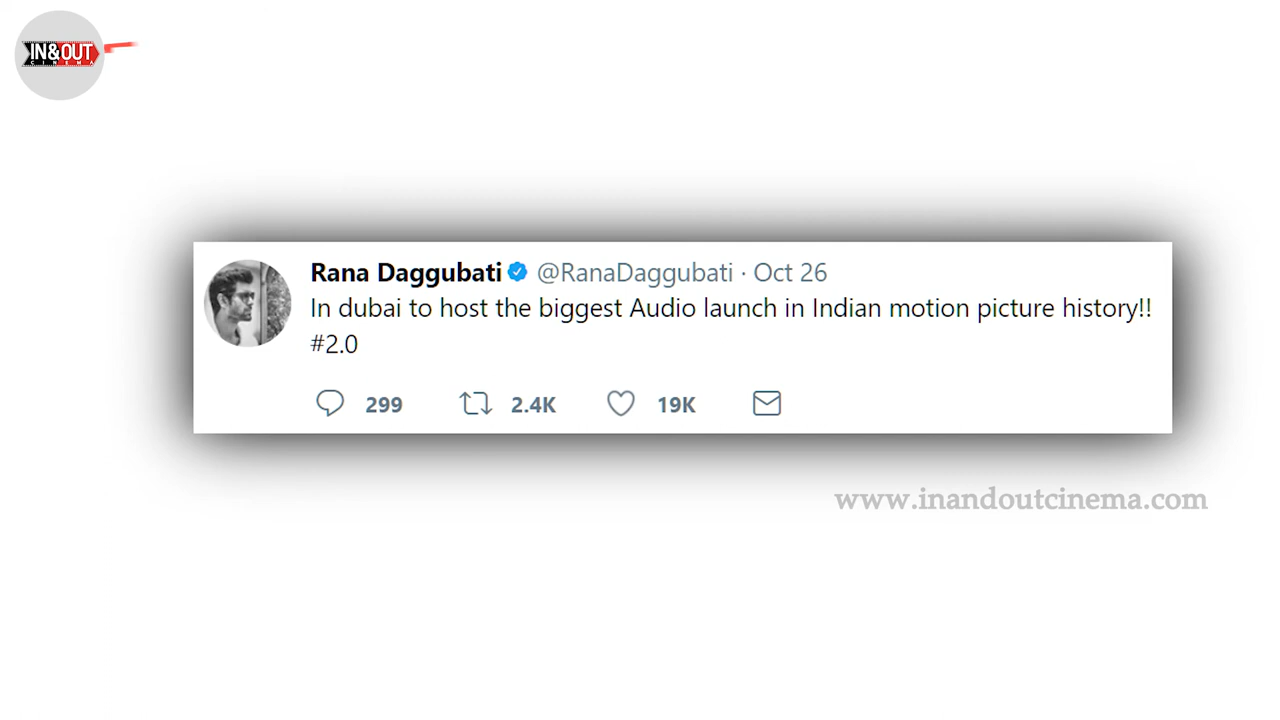 IN&OUT
CINEMA
Rana Daggubati @RanaDaggubati · Oct 26
In dubai to host the biggest Audio launch in Indian motion picture history!!
#2.0
299 2.4K 19K
www.inandoutcinema.com